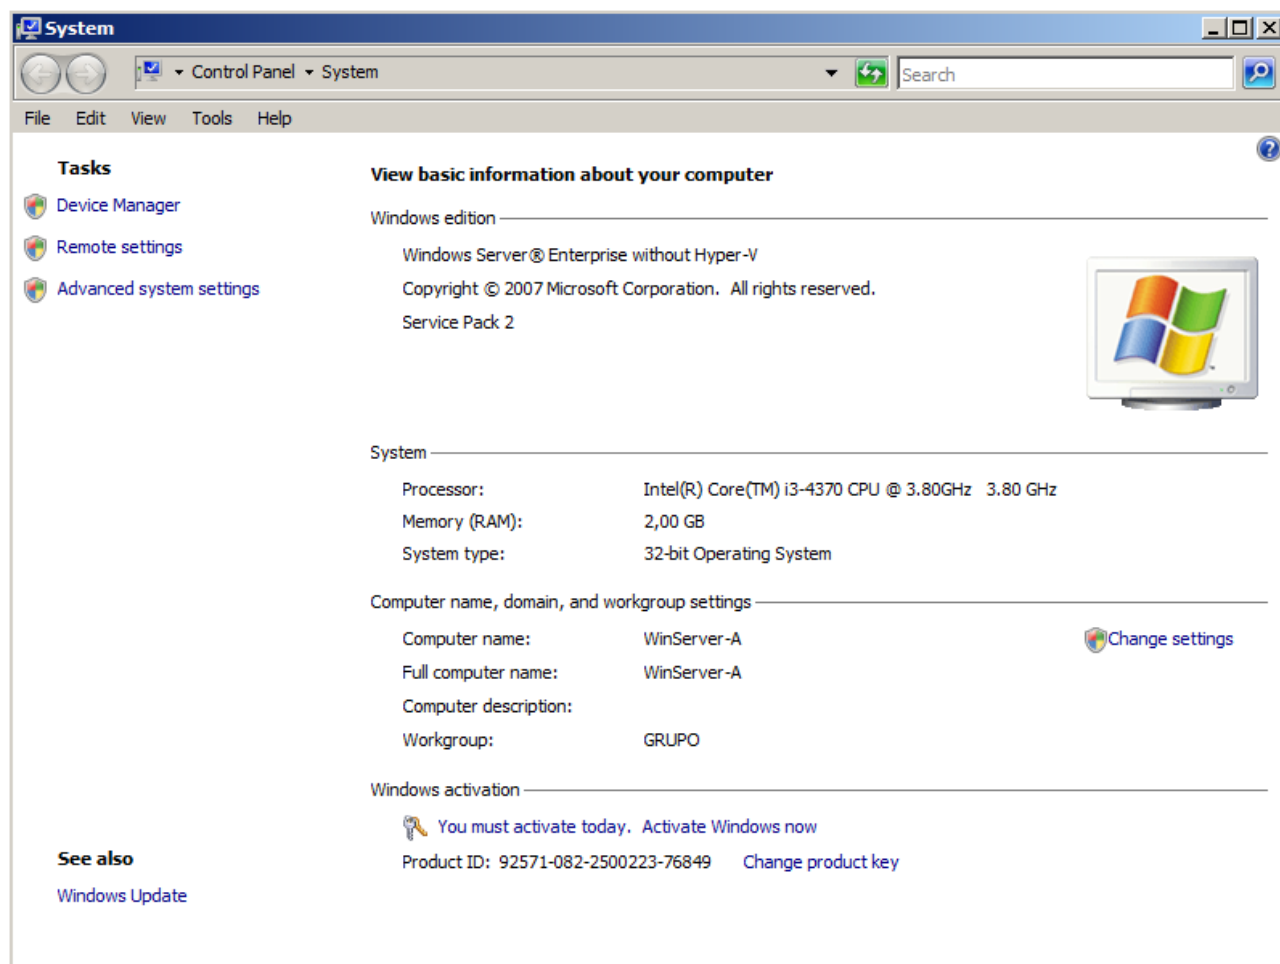 System
Control Panel System
Search
File Edit View Tools Help
Tasks
Device Manager
Remote settings
Advanced system settings
See also
Windows Update
View basic information about your computer
Windows edition
Windows Server® Enterprise without Hyper-V
Copyright © 2007 Microsoft Corporation. All rights reserved.
Service Pack 2
System
Processor: Intel(R) Core(TM) i3-4370 CPU @ 3.80GHz 3.80 GHz
Memory (RAM): 2,00 GB
System type: 32-bit Operating System
Computer name, domain, and workgroup settings
Computer name: WinServer-A Change settings
Full computer name: WinServer-A
Computer description:
Workgroup: GRUPO
Windows activation
You must activate today. Activate Windows now
Product ID: 92571-082-2500223-76849 Change product key